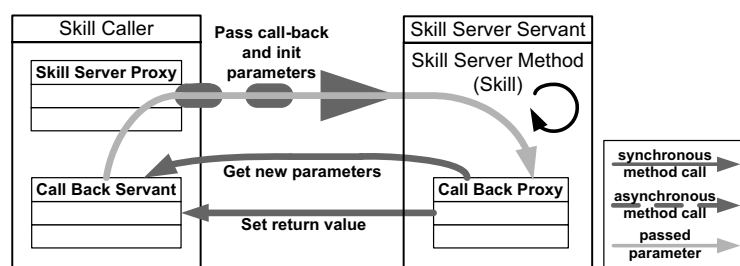 Skill Caller
Skill Server Proxy
Pass call-back
and init
parameters
Skill Server Servant
Skill Server Method
(Skill)
Call Back Servant
Get new parameters
Call Back Proxy
Set return value
synchronous
method call
asynchronous
method call
passed
parameter